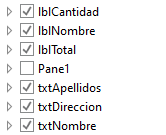 lblCantidad
lblNombre
lblTotal
Pane1
txtApellidos
txtDireccion
txtNombre